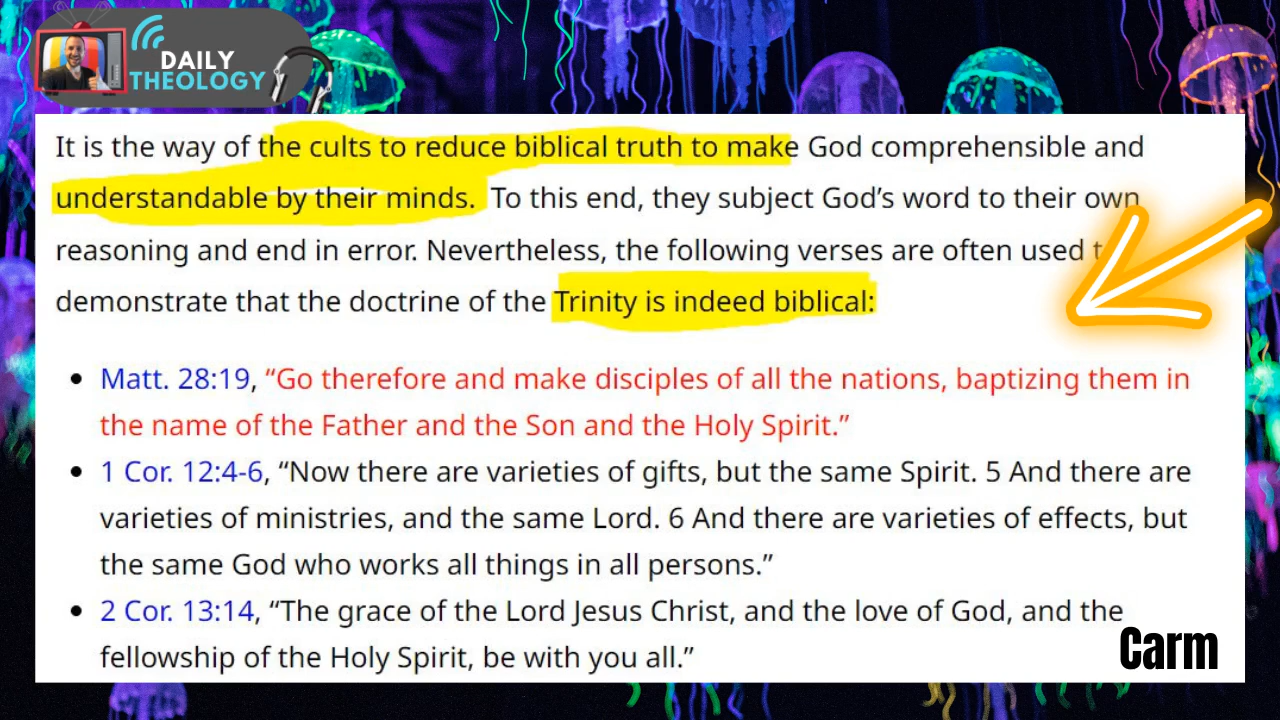 DAILY
THEOLOGY
It is the way of the cults to reduce biblical truth to make God comprehensible and
understandable by their minds. To this end, they subject God’s word to their own
reasoning and end in error. Nevertheless, the following verses are often used t
demonstrate that the doctrine of the Trinity is indeed biblical:
• Matt. 28:19, “Go therefore and make disciples of all the nations, baptizing them in
the name of the Father and the Son and the Holy Spirit.”
• 1 Cor. 12:4-6, “Now there are varieties of gifts, but the same Spirit. 5 And there are
varieties of ministries, and the same Lord. 6 And there are varieties of effects, but
the same God who works all things in all persons.”
• 2 Cor. 13:14, “The grace of the Lord Jesus Christ, and the love of God, and the
fellowship of the Holy Spirit, be with you all.”
Carm